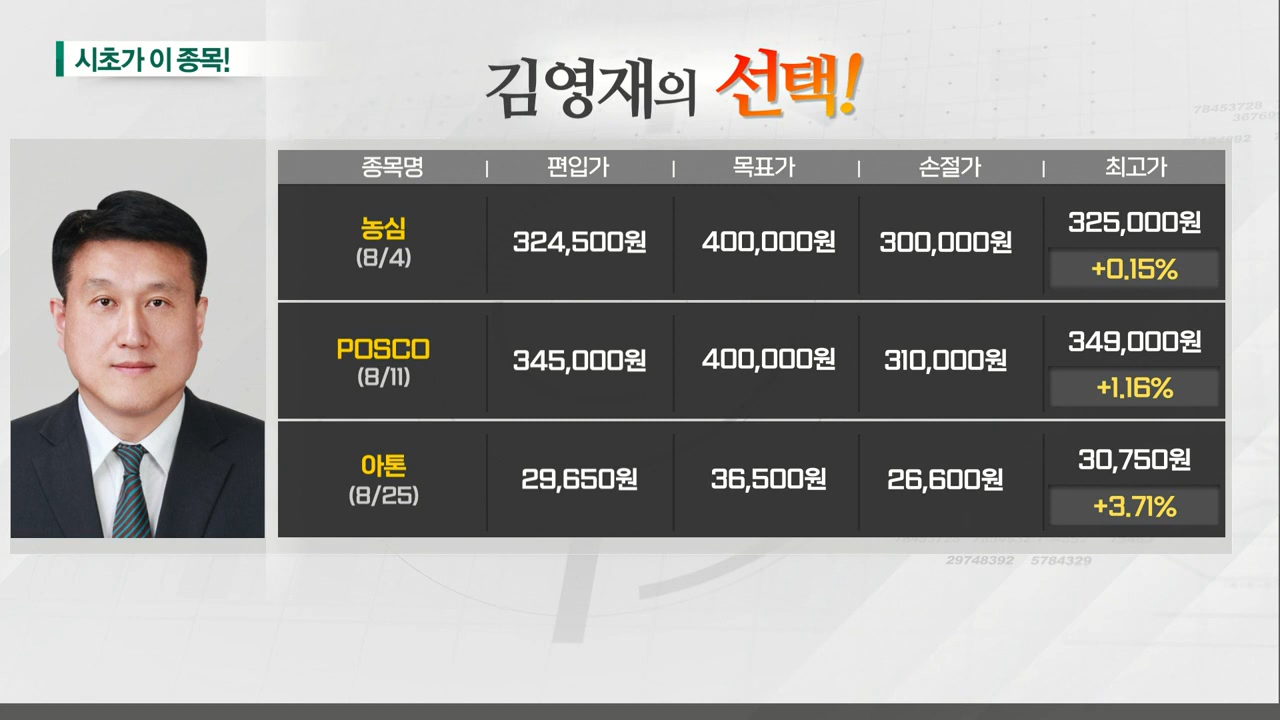 시초가 이 종목!
김영재의 선택!
종목명 | 편입가 | 목표가 | 손절가 | 최고가
농심 (8/4) 324,500원 400,000원 300,000원 325,000원 +0.15%
POSCO (8/11) 345,000원 400,000원 310,000원 349,000원 +1.16%
아톤 (8/25) 29,650원 36,500원 26,600원 30,750원 +3.71%
78453728
29748392 5784329